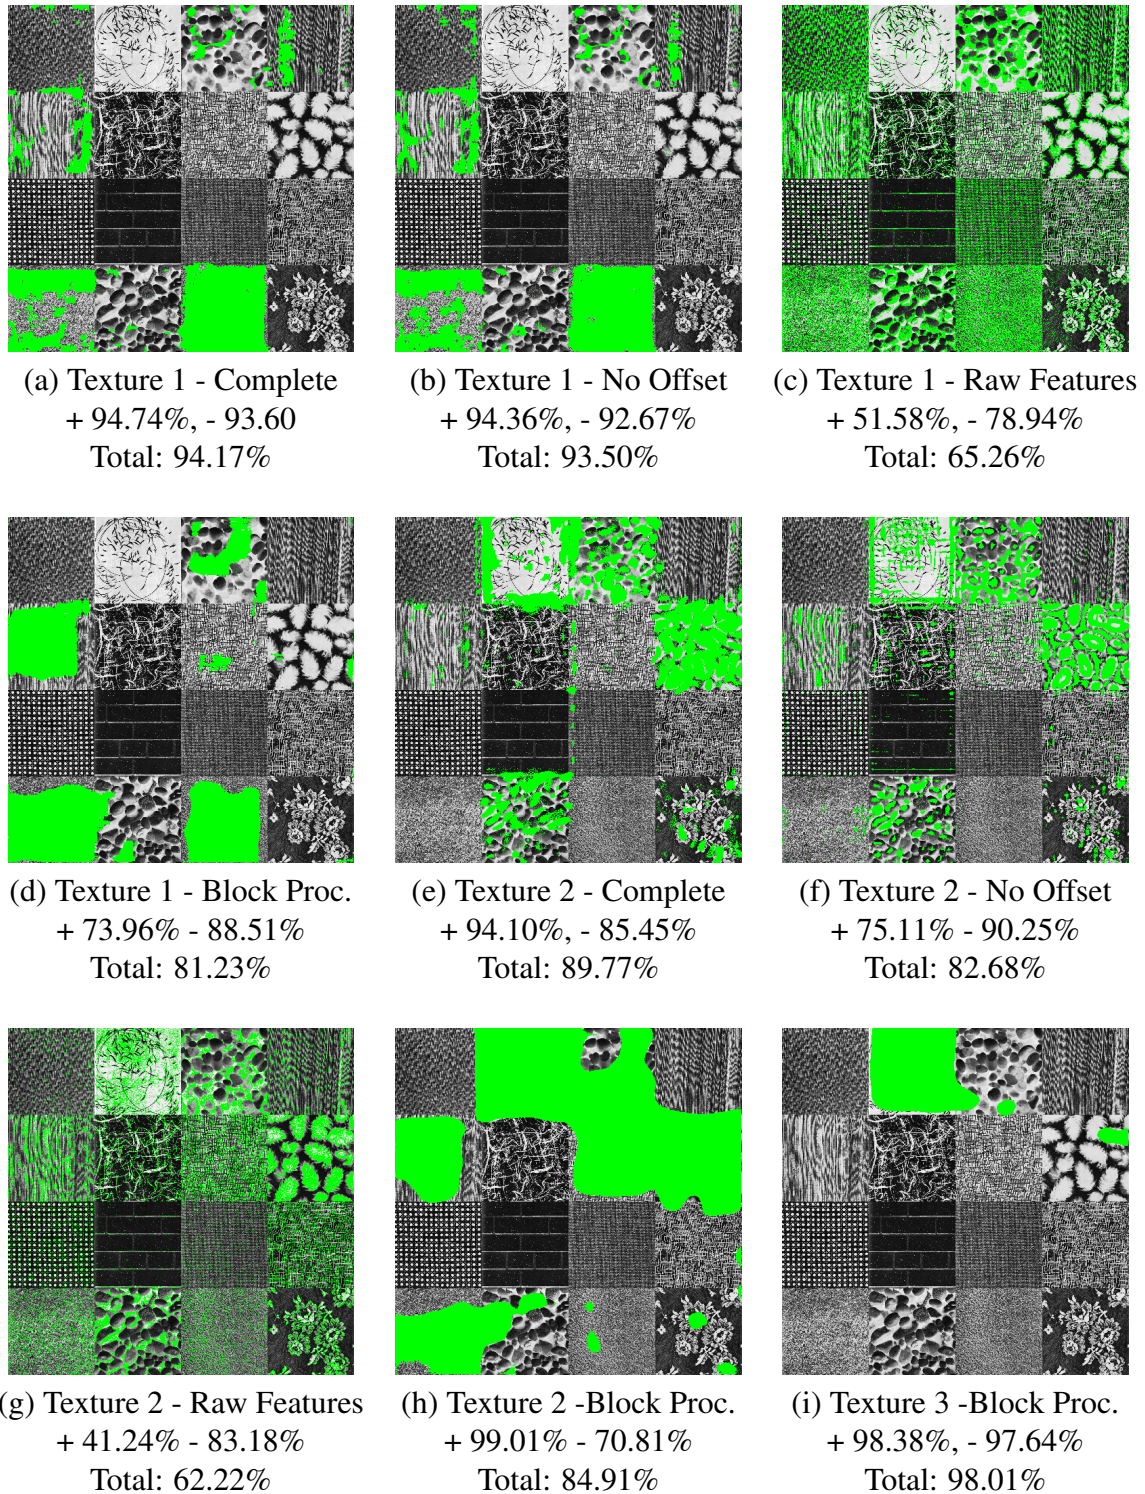 (a) Texture 1 - Complete
+ 94.74%, - 93.60
Total: 94.17%
(b) Texture 1 - No Offset
+ 94.36%, - 92.67%
Total: 93.50%
(c) Texture 1 - Raw Features
+ 51.58%, - 78.94%
Total: 65.26%
(d) Texture 1 - Block Proc.
+ 73.96% - 88.51%
Total: 81.23%
(e) Texture 2 - Complete
+ 94.10%, - 85.45%
Total: 89.77%
(f) Texture 2 - No Offset
+ 75.11% - 90.25%
Total: 82.68%
(g) Texture 2 - Raw Features
+ 41.24% - 83.18%
Total: 62.22%
(h) Texture 2 -Block Proc.
+ 99.01% - 70.81%
Total: 84.91%
(i) Texture 3 -Block Proc.
+ 98.38%, - 97.64%
Total: 98.01%